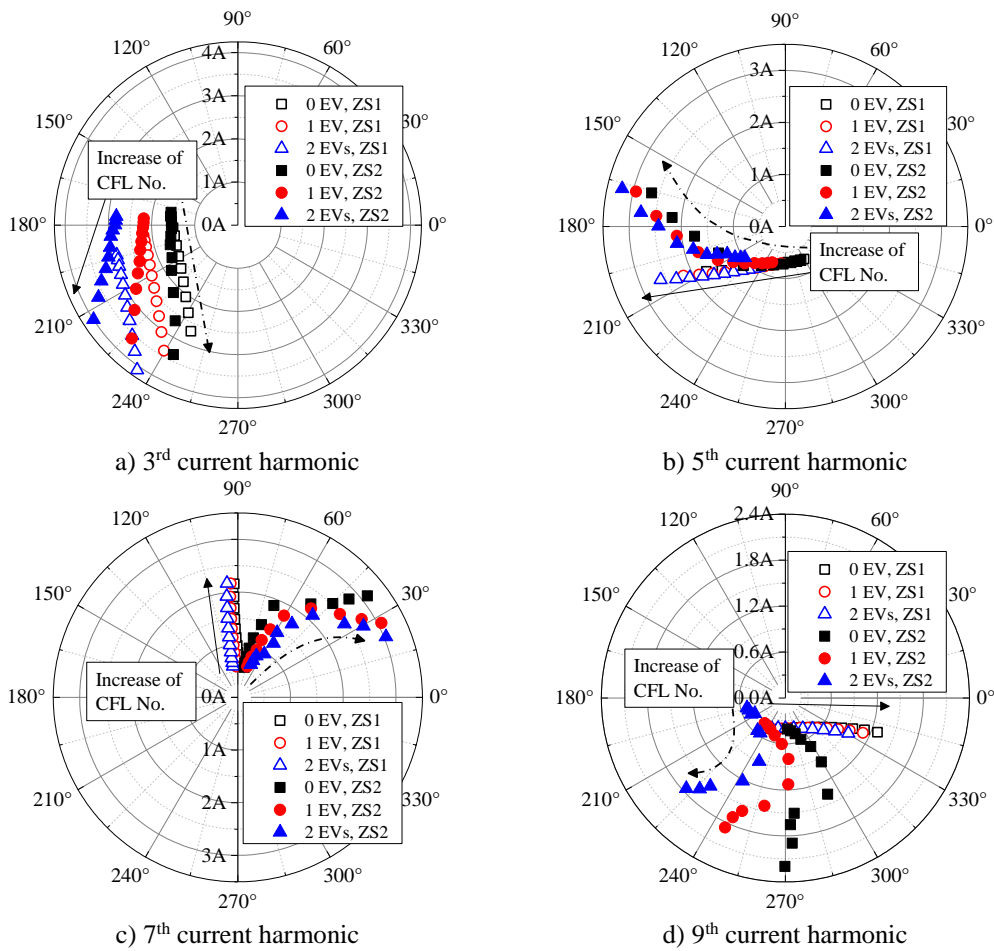 90°
120°
60°
4A
3A
2A
1A
0A
150°
30°
180°
0°
210°
330°
240°
300°
270°
0 EV, ZS1
1 EV, ZS1
2 EVs, ZS1
0 EV, ZS2
1 EV, ZS2
2 EVs, ZS2
Increase of
CFL No.
a) 3rd current harmonic
90°
120°
60°
3A
2A
1A
0A
150°
30°
180°
0°
210°
330°
240°
300°
270°
0 EV, ZS1
1 EV, ZS1
2 EVs, ZS1
0 EV, ZS2
1 EV, ZS2
2 EVs, ZS2
Increase of
CFL No.
b) 5th current harmonic
90°
120°
60°
150°
30°
180°
0A
0°
1A
2A
3A
210°
330°
240°
300°
270°
Increase of
CFL No.
0 EV, ZS1
1 EV, ZS1
2 EVs, ZS1
0 EV, ZS2
1 EV, ZS2
2 EVs, ZS2
c) 7th current harmonic
90°
2.4A
120°
60°
1.8A
1.2A
0.6A
0.0A
150°
30°
180°
0°
210°
330°
240°
300°
270°
0 EV, ZS1
1 EV, ZS1
2 EVs, ZS1
0 EV, ZS2
1 EV, ZS2
2 EVs, ZS2
Increase of
CFL No.
d) 9th current harmonic